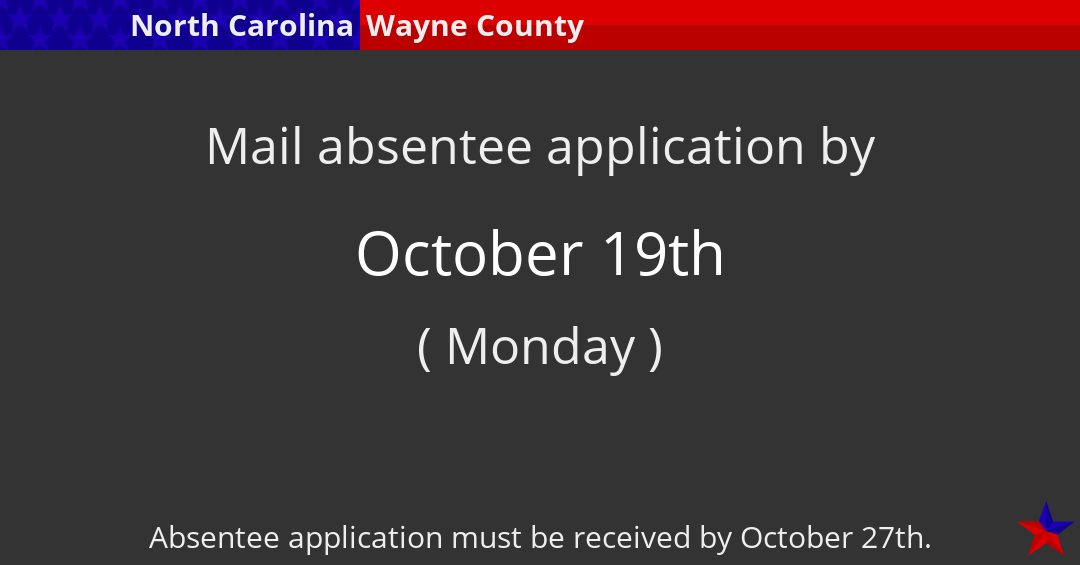 North Carolina Wayne County
Mail absentee application by
October 19th
( Monday )
Absentee application must be received by October 27th.